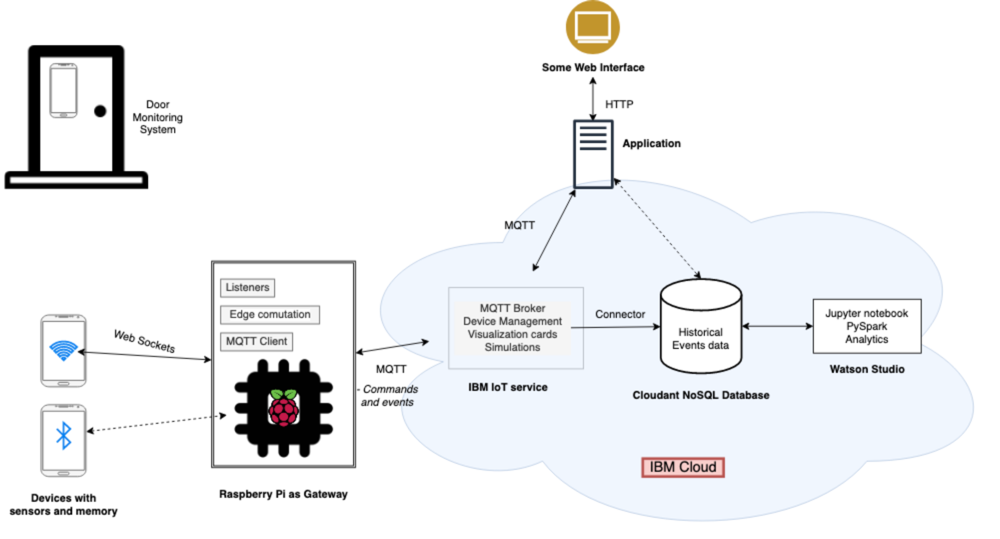 Some Web Interface
HTTP
Application
Door
Monitoring
System
MQTT
Listeners
Edge comutation
MQTT Client
Web Sockets
MQTT
- Commands
and events
MQTT Broker
Device Management
Visualization cards
Simulations
IBM IoT service
Connector
Historical
Events data
Cloudant NoSQL Database
Jupyter notebook
PySpark
Analytics
Watson Studio
IBM Cloud
Raspberry Pi as Gateway
Devices with
sensors and memory